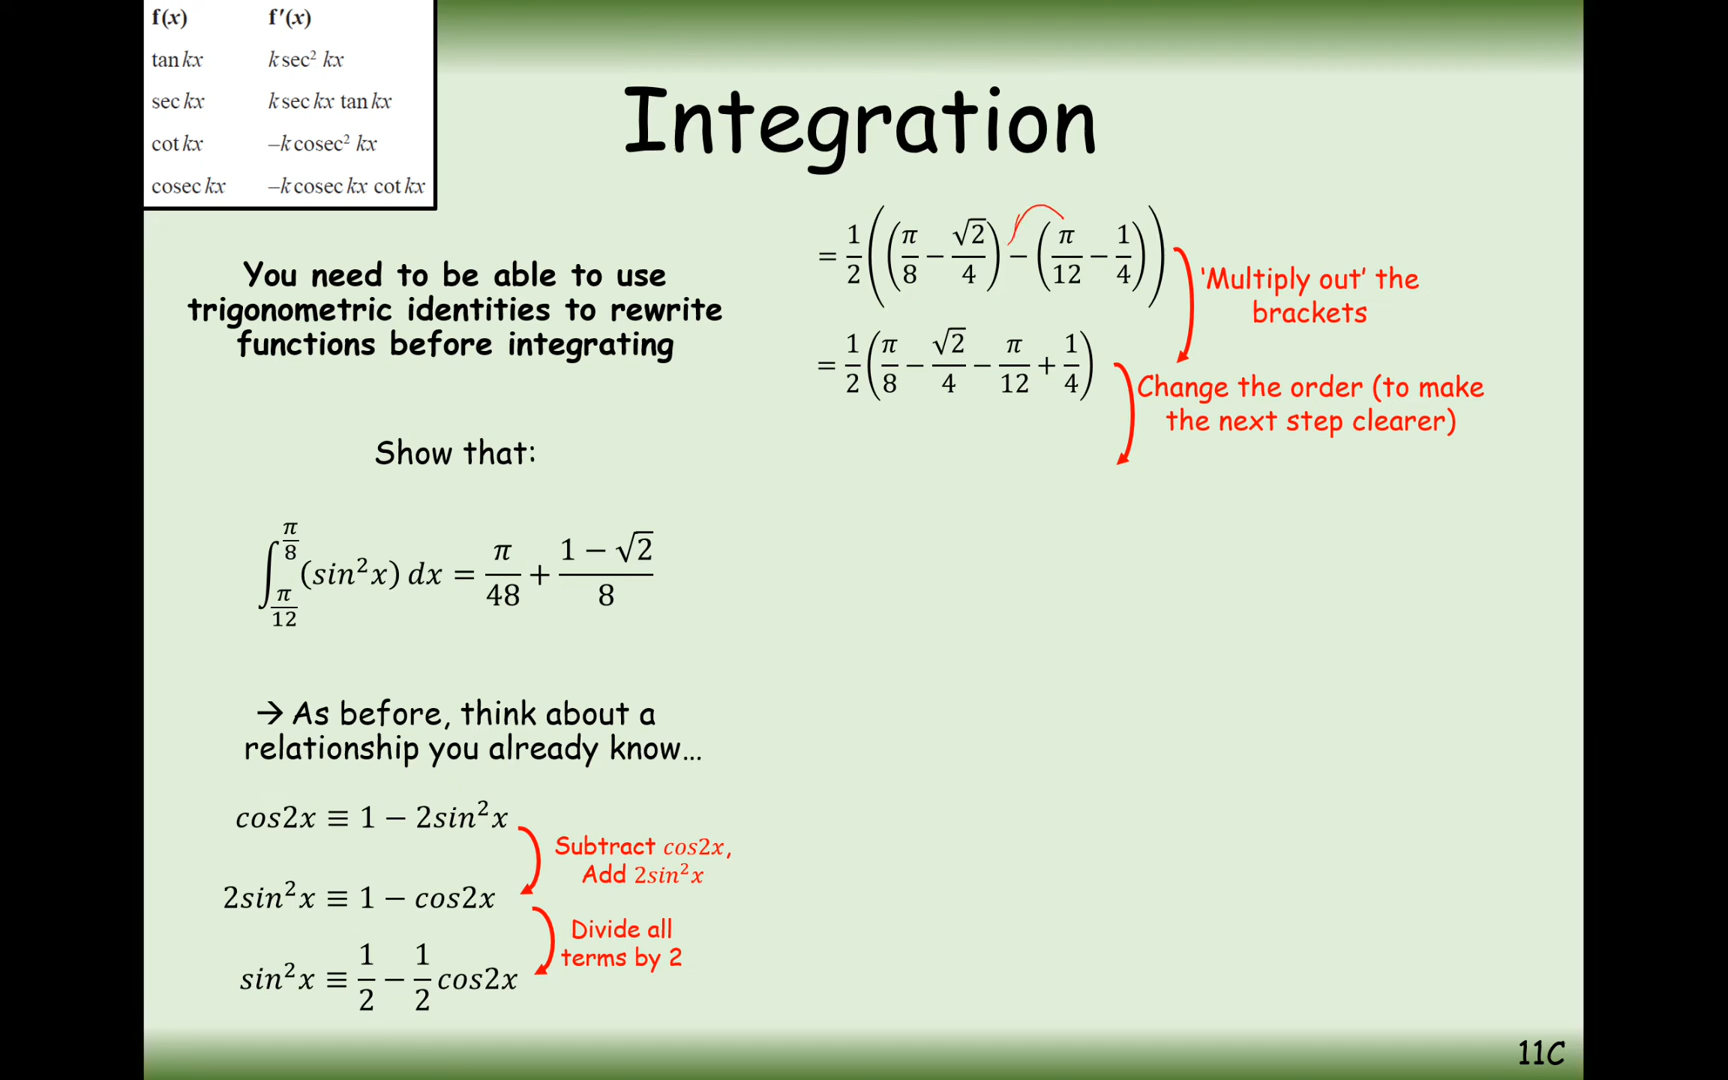 f(x) f′(x)
tan kx k sec² kx
sec kx k sec kx tan kx
cot kx –k cosec² kx
cosec kx –k cosec kx cot kx
Integration
You need to be able to use
trigonometric identities to rewrite
functions before integrating
Show that:
∫_{π/12}^{π/8} (sin²x) dx = π/48 + (1 − √2)/8
→ As before, think about a
relationship you already know…
cos2x ≡ 1 − 2sin²x
Subtract cos2x,
Add 2sin²x
2sin²x ≡ 1 − cos2x
Divide all
terms by 2
sin²x ≡ 1/2 − 1/2 cos2x
= 1/2 ((π/8 − √2/4) − (π/12 − 1/4))
'Multiply out' the
brackets
= 1/2 (π/8 − √2/4 − π/12 + 1/4)
Change the order (to make
the next step clearer)
11C